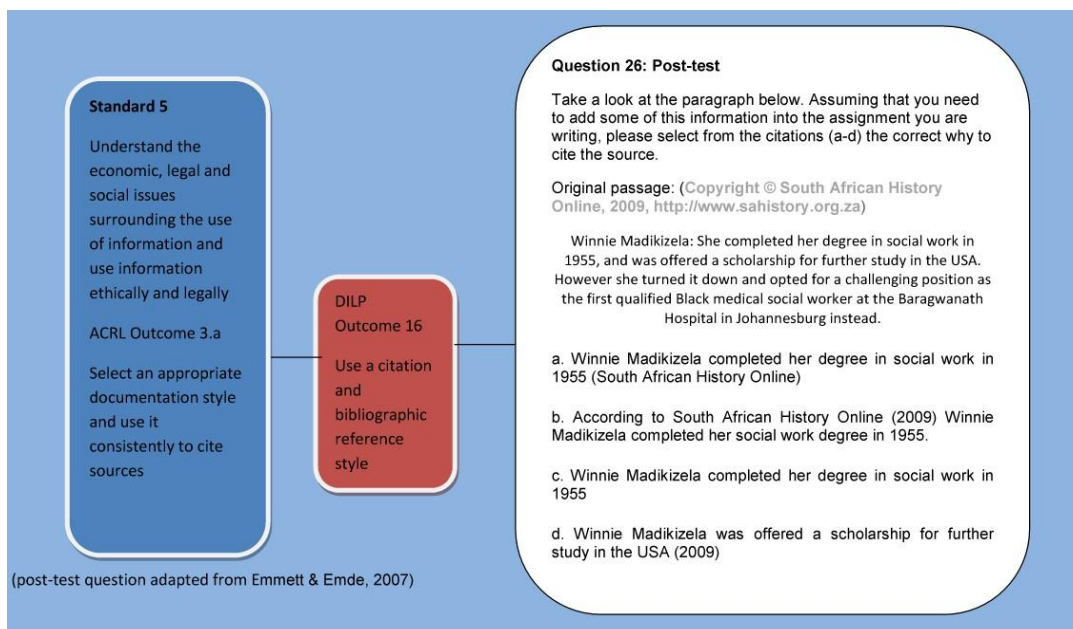 Standard 5
Understand the
economic, legal and
social issues
surrounding the use
of information and
use information
ethically and legally
ACRL Outcome 3.a
Select an appropriate
documentation style
and use it
consistently to cite
sources
DILP
Outcome 16
Use a citation
and
bibliographic
reference
style
Question 26: Post-test
Take a look at the paragraph below. Assuming that you need
to add some of this information into the assignment you are
writing, please select from the citations (a-d) the correct why to
cite the source.
Original passage: (Copyright © South African History
Online, 2009, http://www.sahistory.org.za)
Winnie Madikizela: She completed her degree in social work in
1955, and was offered a scholarship for further study in the USA.
However she turned it down and opted for a challenging position as
the first qualified Black medical social worker at the Baragwanath
Hospital in Johannesburg instead.
a. Winnie Madikizela completed her degree in social work in
1955 (South African History Online)
b. According to South African History Online (2009) Winnie
Madikizela completed her social work degree in 1955.
c. Winnie Madikizela completed her degree in social work in
1955
d. Winnie Madikizela was offered a scholarship for further
study in the USA (2009)
(post-test question adapted from Emmett & Emde, 2007)